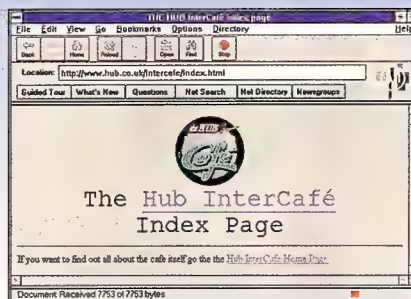 THE HUB InterCafé Index page
File Edit View Go Bookmarks Options Directory Help
Back Home Reload Open Find Stop
Location: http://www.hub.co.uk/intercafe/index.html
Guided Tour What's New Questions Net Search Net Directory Newsgroups
The Hub InterCafé
Index Page
If you want to find out all about the cafe itself go the the Hub InterCafe Home Page
Document Received 7753 of 7753 bytes